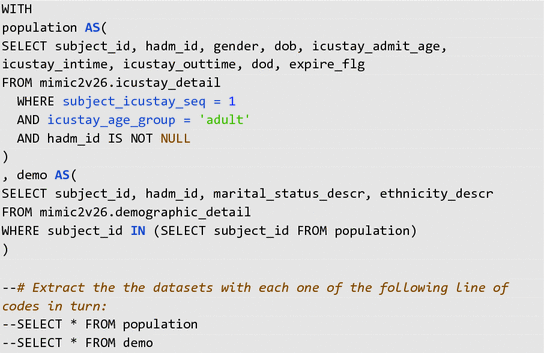 WITH
population AS(
SELECT subject_id, hadm_id, gender, dob, icustay_admit_age,
icustay_intime, icustay_outtime, dod, expire_flg
FROM mimic2v26.icustay_detail
WHERE subject_icustay_seq = 1
AND icustay_age_group = 'adult'
AND hadm_id IS NOT NULL
)
, demo AS(
SELECT subject_id, hadm_id, marital_status_descr, ethnicity_descr
FROM mimic2v26.demographic_detail
WHERE subject_id IN (SELECT subject_id FROM population)
)
--# Extract the the datasets with each one of the following line of
codes in turn:
--SELECT * FROM population
--SELECT * FROM demo